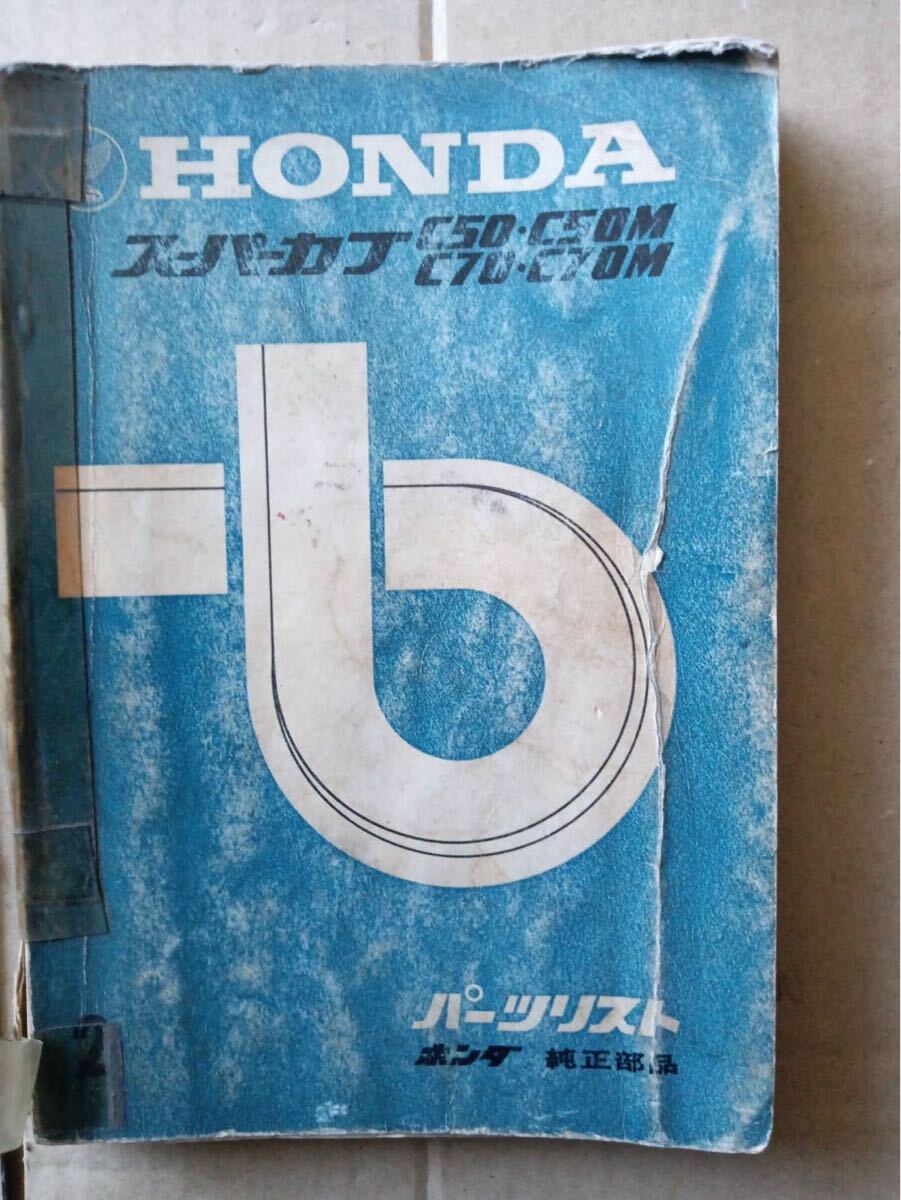 HONDA
スーパーカブ C50・C50M
C70・C70M
パーツリスト
ホンダ 純正部品
2